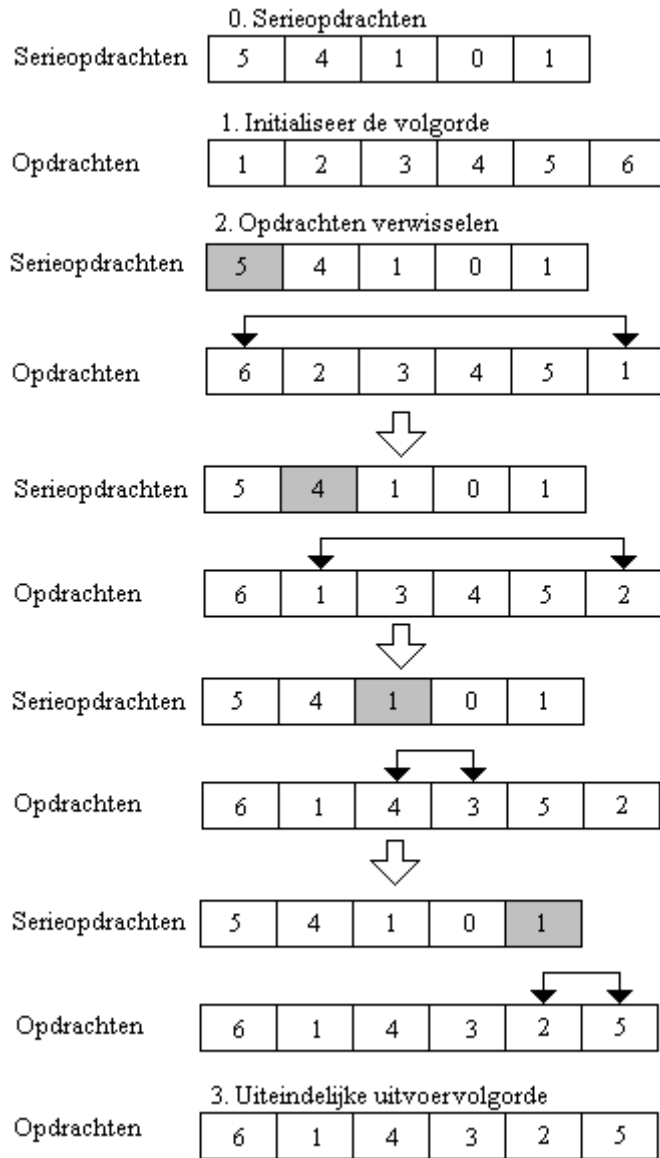 0. Serieopdrachten
Serieopdrachten 5 4 1 0 1
1. Initialiseer de volgorde
Opdrachten 1 2 3 4 5 6
2. Opdrachten verwisselen
Serieopdrachten 5 4 1 0 1
Opdrachten 6 2 3 4 5 1
Serieopdrachten 5 4 1 0 1
Opdrachten 6 1 3 4 5 2
Serieopdrachten 5 4 1 0 1
Opdrachten 6 1 4 3 5 2
Serieopdrachten 5 4 1 0 1
Opdrachten 6 1 4 3 2 5
3. Uiteindelijke uitvoervolgorde
Opdrachten 6 1 4 3 2 5